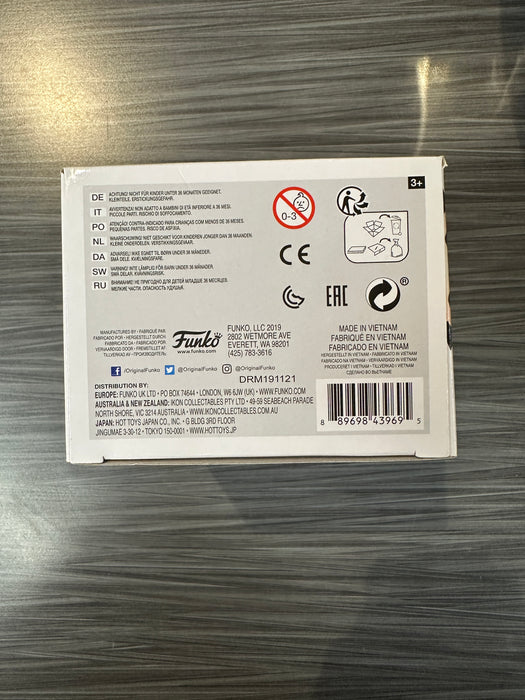 3+
DE ACHTUNG! NICHT FÜR KINDER UNTER 36 MONATEN GEEIGNET.
KLEINTEILE. ERSTICKUNGSGEFAHR.
IT AVVERTENZA! NON ADATTO A BAMBINI DI ETÀ INFERIORE A 36 MESI.
PICCOLE PARTI. RISCHIO DI SOFFOCAMENTO.
PO ATENÇÃO! CONTRAINDICADO PARA CRIANÇAS COM MENOS DE 36 MESES.
PEQUENAS PARTES. RISCO DE ASFIXIA.
NL WAARSCHUWING! NIET GESCHIKT VOOR KINDEREN JONGER DAN 36 MAANDEN.
KLEINE ONDERDELEN. VERSTIKKINGSGEVAAR.
DA ADVARSEL! IKKE EGNET TIL BØRN UNDER 36 MÅNEDER.
SMÅ DELE. KVÆLNINGSFARE.
SW VARNING! INTE LÄMPLIG FÖR BARN UNDER 36 MÅNADER.
SMÅ DELAR. KVÄVNINGSRISK.
RU ВНИМАНИЕ! НЕ ПРИГОДНО ДЛЯ ДЕТЕЙ МЛАДШЕ 36 МЕСЯЦЕВ.
МЕЛКИЕ ЧАСТИ, ОПАСНОСТЬ УДУШЬЯ.
0-3
CE
EAC
MANUFACTURED BY • FABRIQUÉ PAR
FABRICADO POR • HERGESTELLT VON
FABRICATO DA • FABRICADO POR
VERVAARDIGD DOOR • FREMSTILLET AF
TILLVERKAD AV • ПРОИЗВОДИТЕЛЬ
Funko
www.funko.com
FUNKO, LLC 2019
2802 WETMORE AVE
EVERETT, WA 98201
(425) 783-3616
/OriginalFunko @OriginalFunko @OriginalFunko
DRM191121
MADE IN VIETNAM
FABRIQUÉ EN VIETNAM
FABRICADO EN VIETNAM
HERGESTELLT IN VIETNAM • FABBRICATO IN VIETNAM
FABRICADO NO VIETNAM • VERVAARDIGD IN VIETNAM
PRODUCERET I VIETNAM • TILLVERKAD I VIETNAM
СДЕЛАНО ВО ВЬЕТНАМЕ
DISTRIBUTION BY:
EUROPE: FUNKO UK LTD • PO BOX 74644 • LONDON, W6 6JW (UK) • WWW.FUNKO.COM
AUSTRALIA & NEW ZEALAND: IKON COLLECTABLES PTY LTD • 49-59 SEABEACH PARADE
NORTH SHORE, VIC 3214 AUSTRALIA • WWW.IKONCOLLECTABLES.COM.AU
JAPAN: HOT TOYS JAPAN CO., INC. • G BLDG 3RD FLOOR
JINGUMAE 3-30-12 • TOKYO 150-0001 • WWW.HOTTOYS.JP
8 89698 43969 5